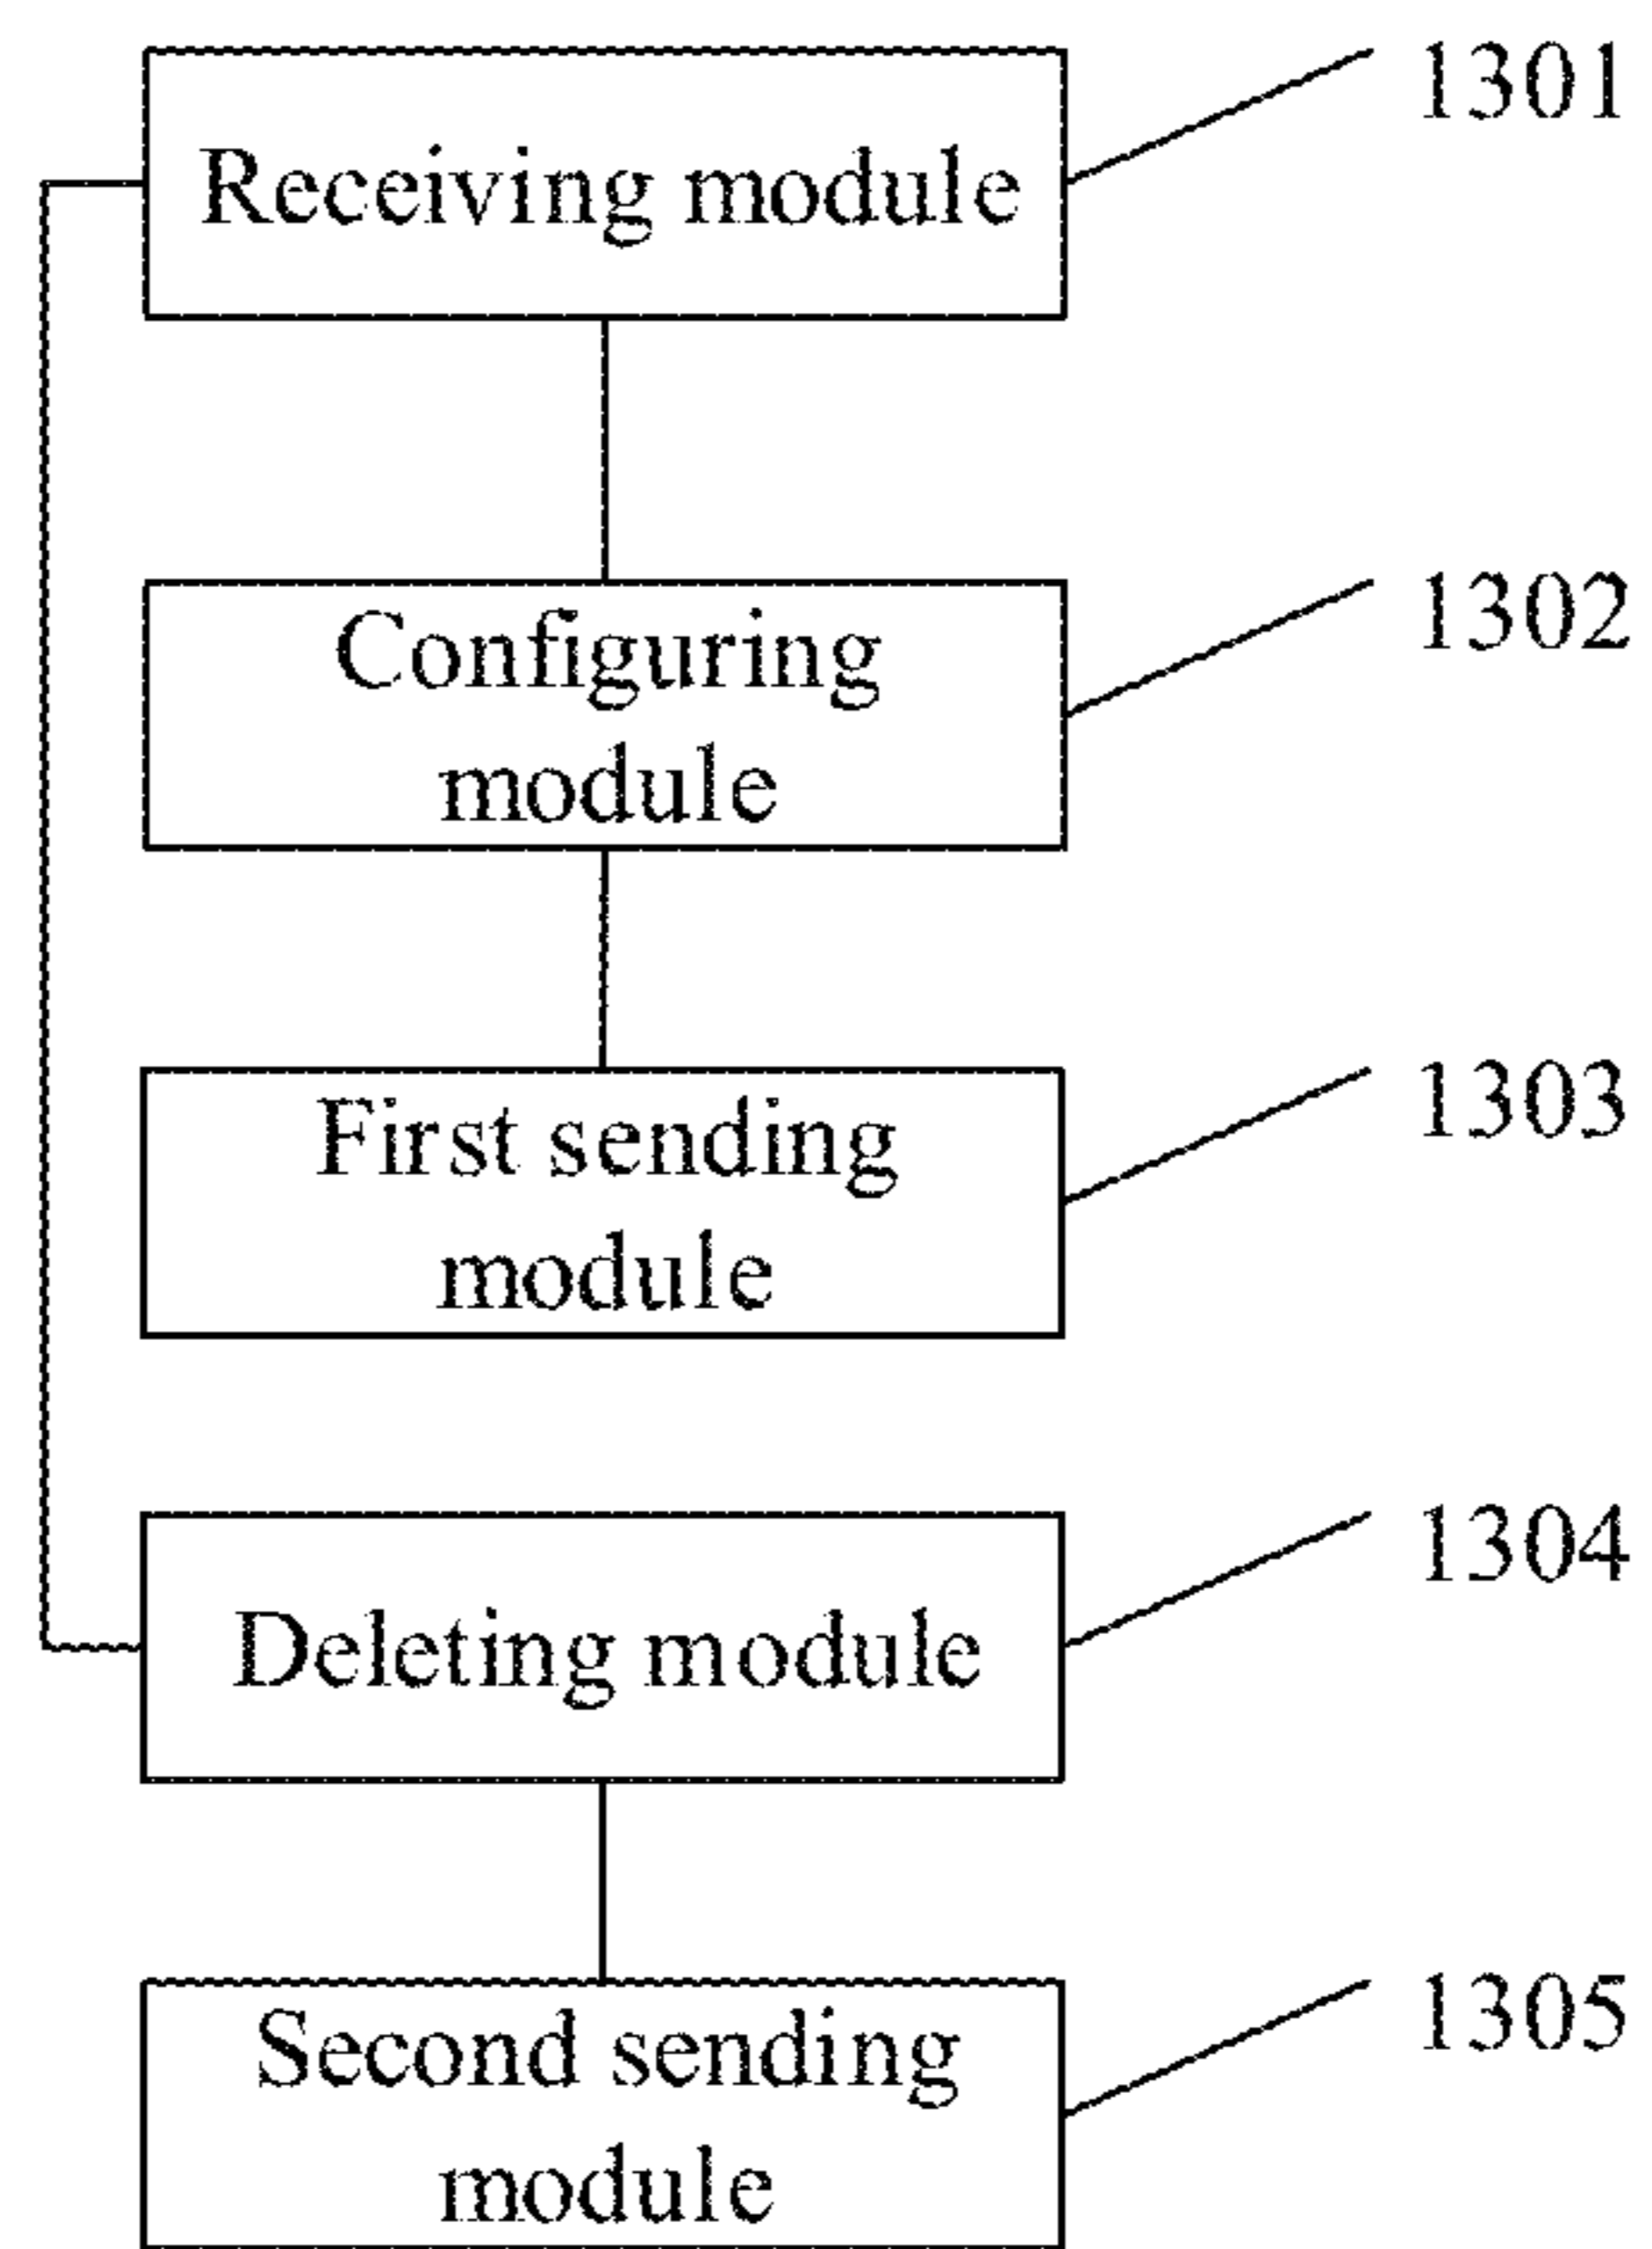 1301
Receiving module
1302
Configuring
module
1303
First sending
module
1304
Deleting module
1305
Second sending
module